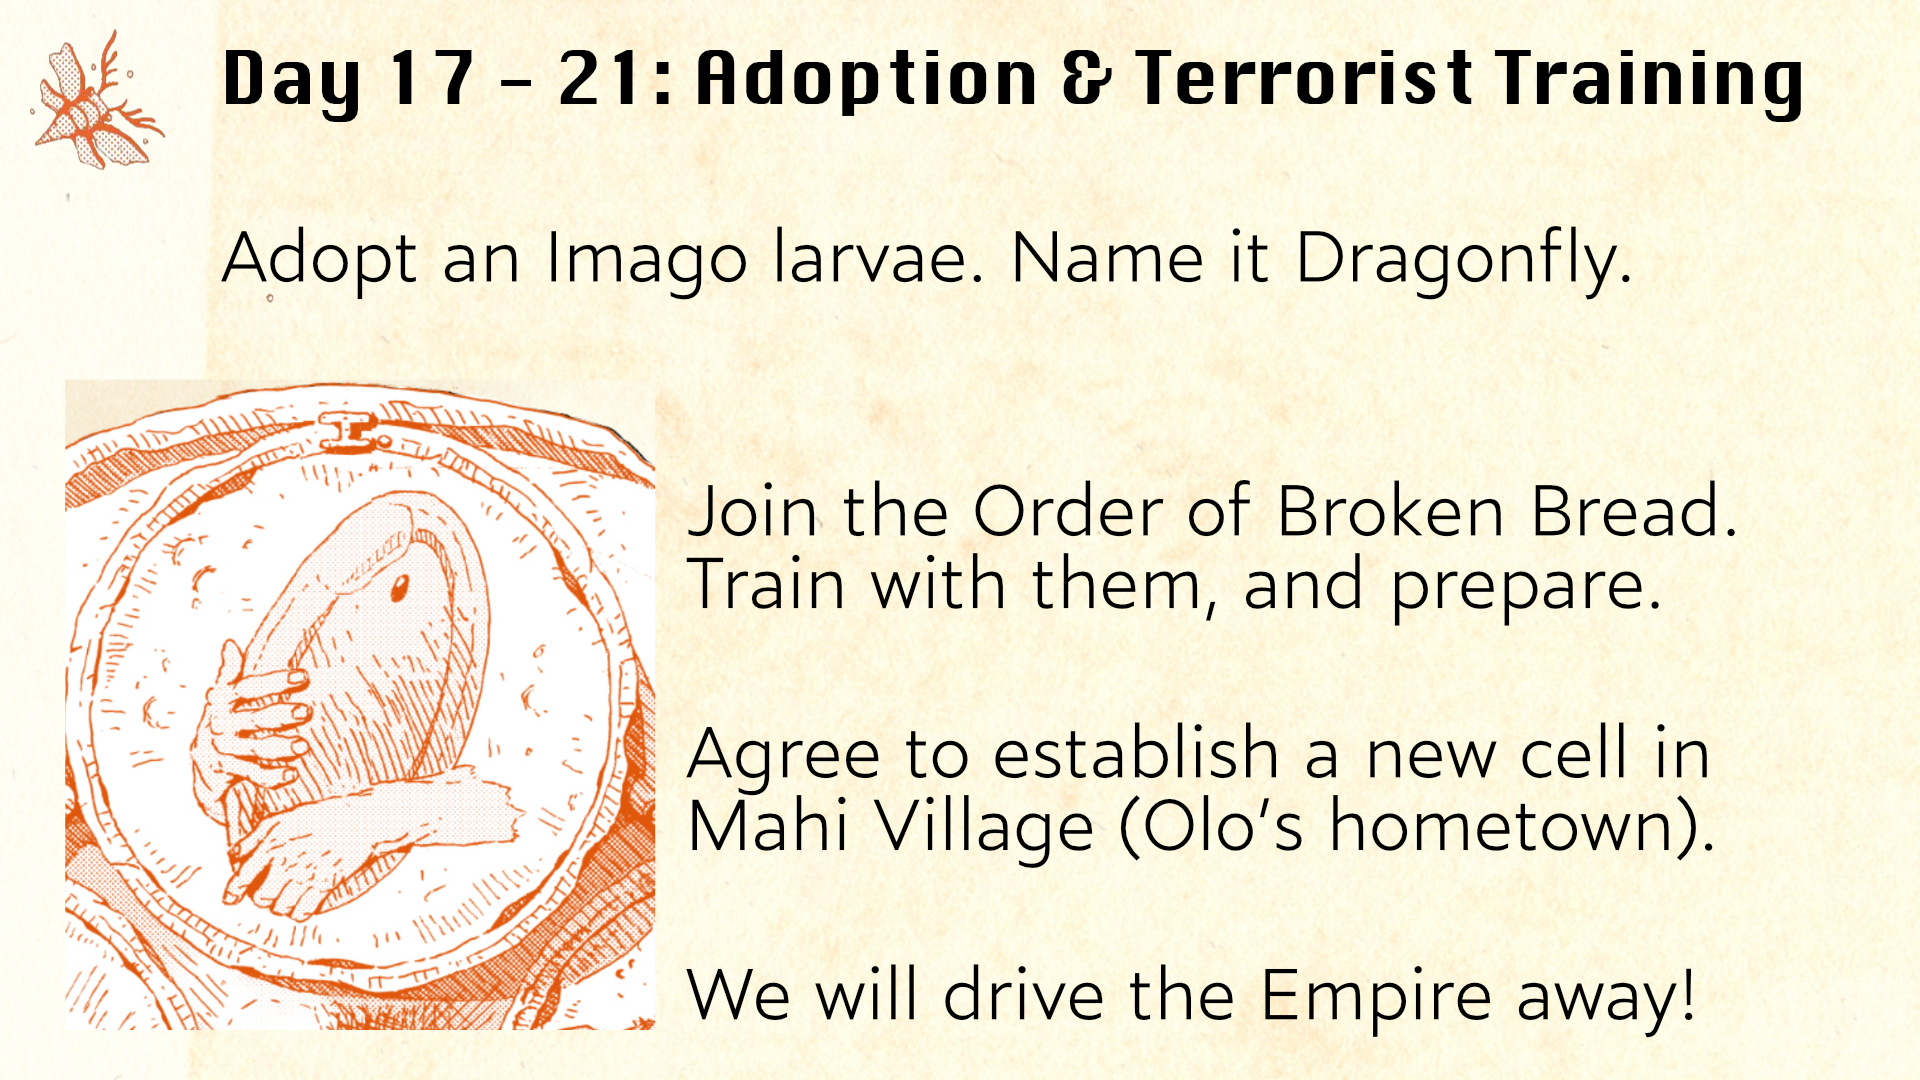 Day 17 – 21: Adoption & Terrorist Training
Adopt an Imago larvae. Name it Dragonfly.
Join the Order of Broken Bread.
Train with them, and prepare.
Agree to establish a new cell in
Mahi Village (Olo’s hometown).
We will drive the Empire away!